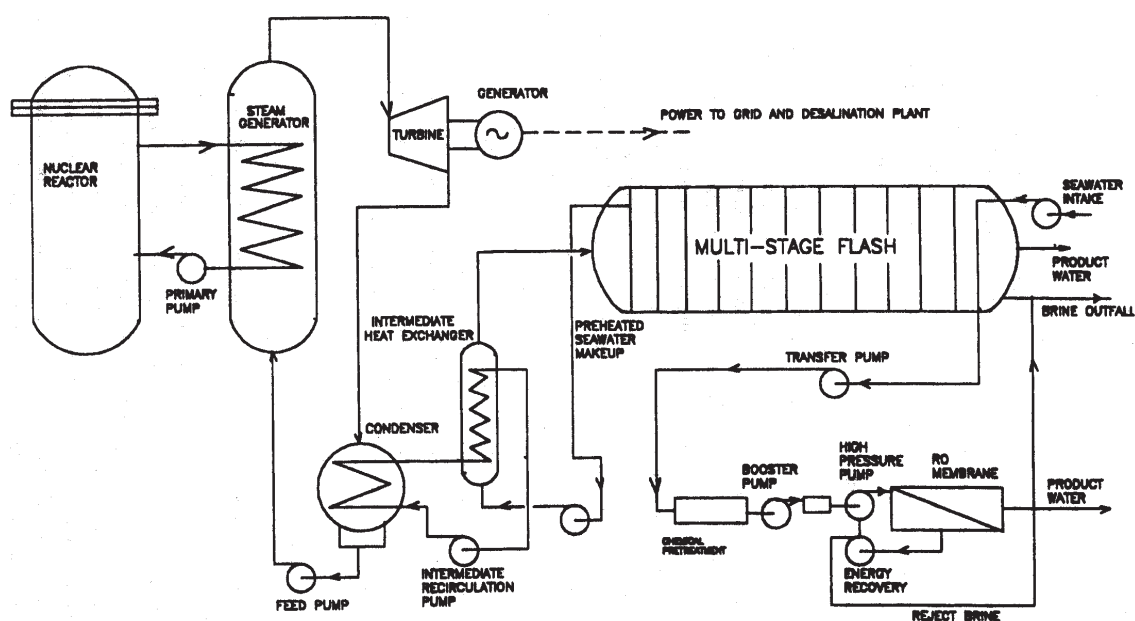 GENERATOR
POWER TO GRID AND DESALINATION PLANT
STEAM
GENERATOR
TURBINE
NUCLEAR
REACTOR
SEAWATER
INTAKE
MULTI-STAGE FLASH
PRODUCT
WATER
PRIMARY
PUMP
BRINE OUTFALL
INTERMEDIATE
HEAT EXCHANGER
PREHEATED
SEAWATER
MAKEUP
TRANSFER PUMP
CONDENSER
HIGH
PRESSURE
PUMP
RO
MEMBRANE
BOOSTER
PUMP
PRODUCT
WATER
CHEMICAL
PRETREATMENT
INTERMEDIATE
RECIRCULATION
PUMP
ENERGY
RECOVERY
FEED PUMP
REJECT BRINE